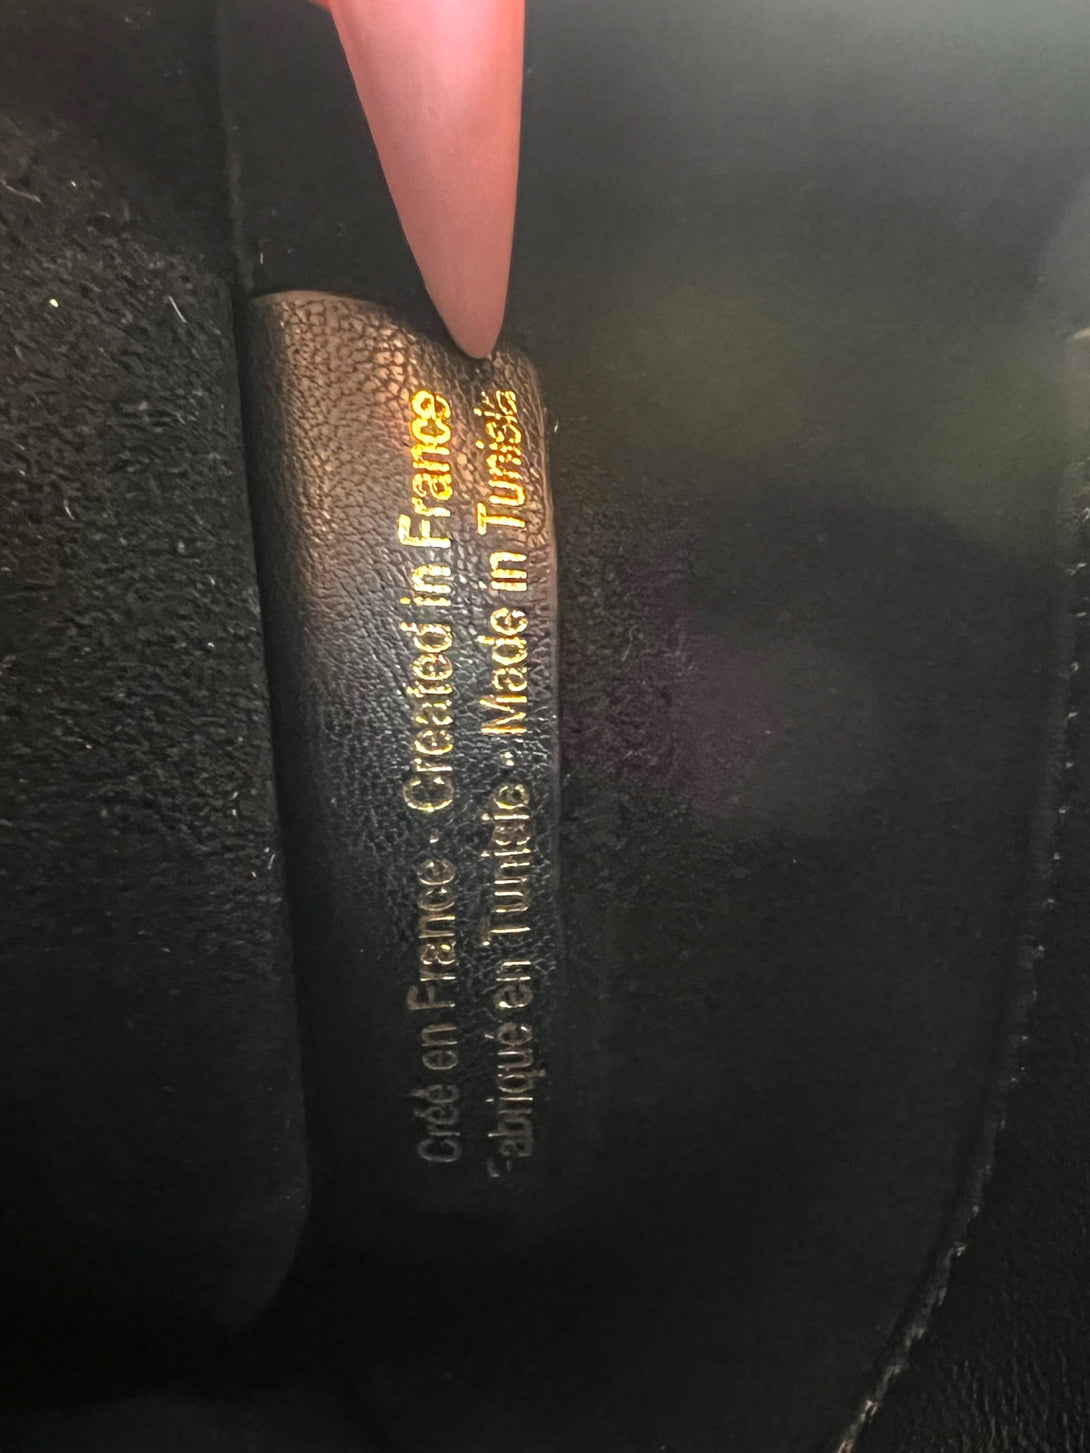 Créé en France · Created in France
Fabriqué en Tunisie · Made in Tunisia